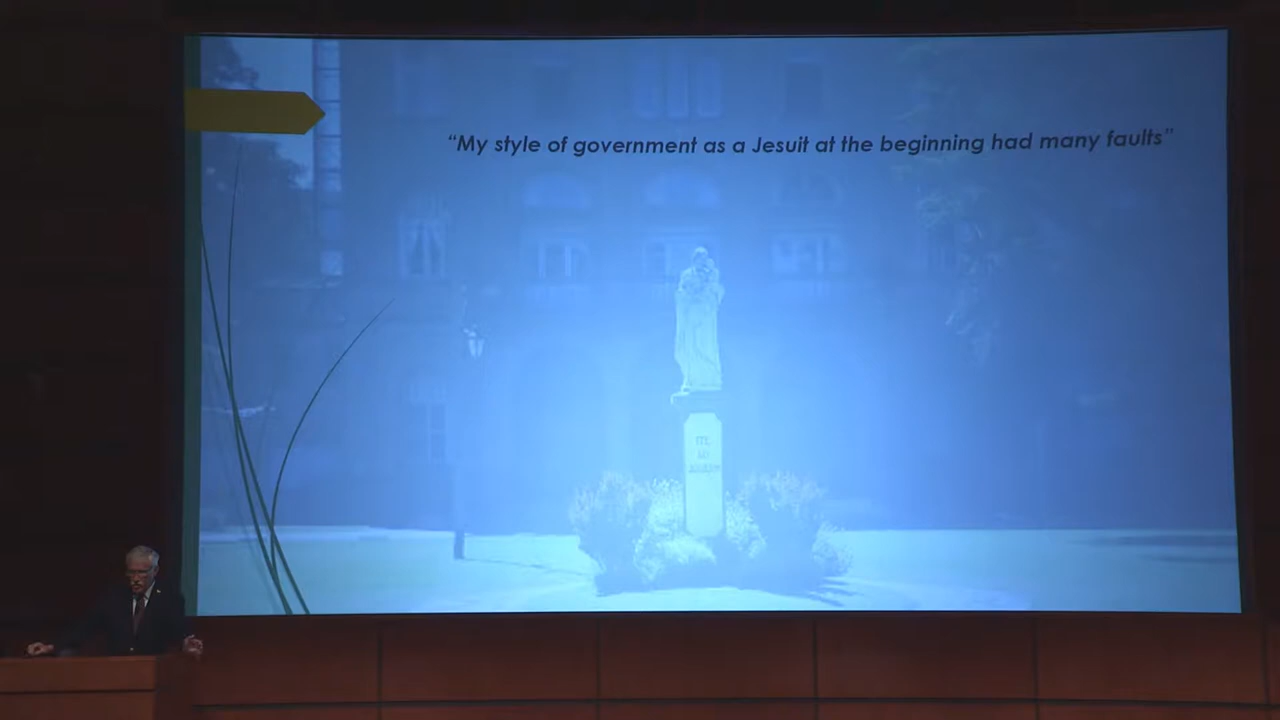 “My style of government as a Jesuit at the beginning had many faults”